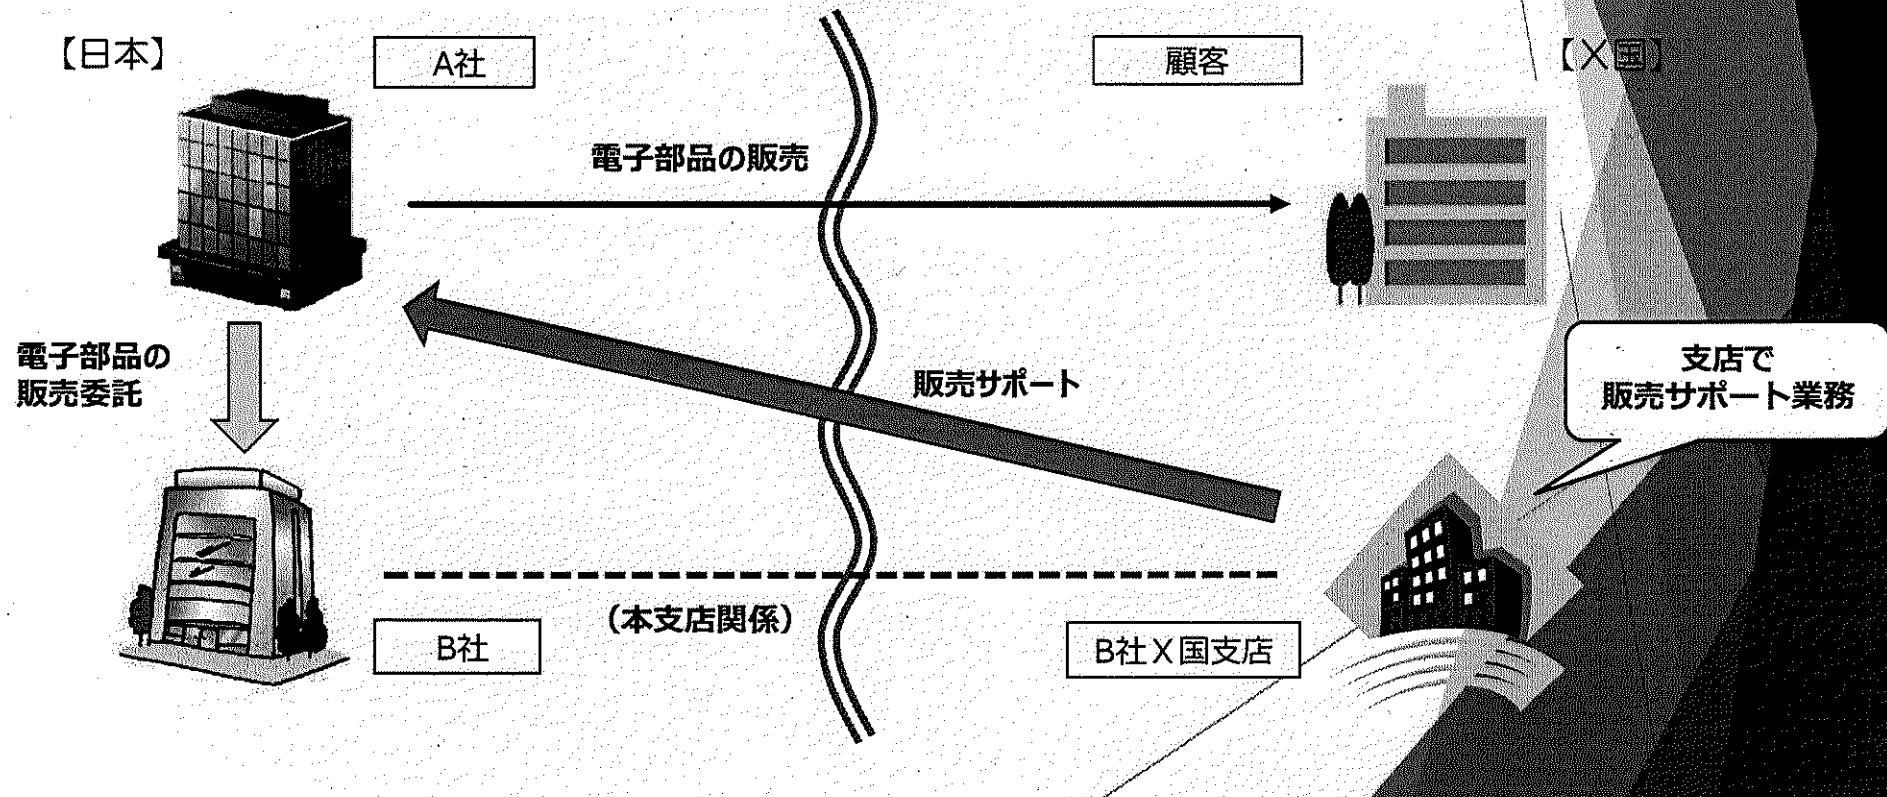 【日本】
A社
顧客
【X国】
電子部品の販売
電子部品の
販売委託
販売サポート
支店で
販売サポート業務
(本支店関係)
B社
B社X国支店